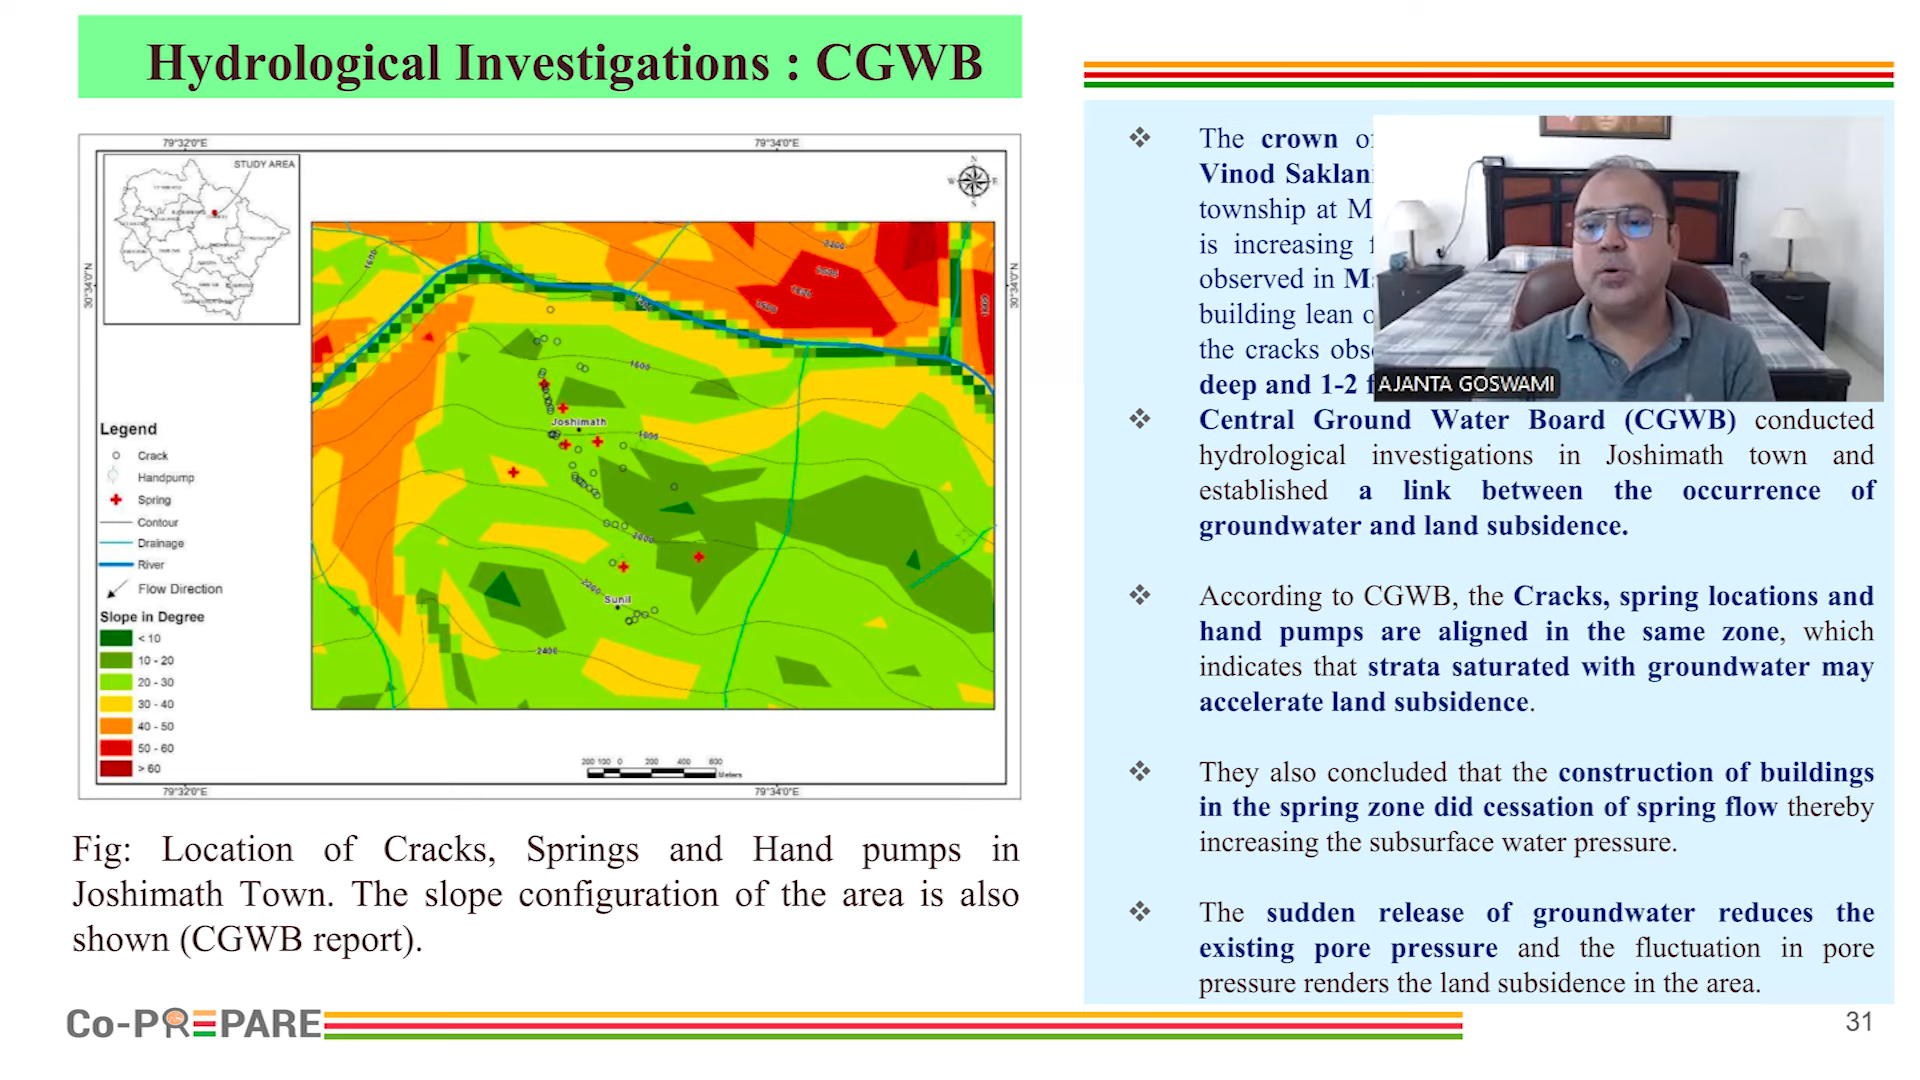 Hydrological Investigations : CGWB
79°32'0"E
79°34'0"E
STUDY AREA
N
W
E
S
30°34'0"N
30°34'0"N
1600
2200
1600
Joshimath
1800
2000
2200
Sunil
2400
Legend
Crack
Handpump
Spring
Contour
Drainage
River
Flow Direction
Slope in Degree
< 10
10 - 20
20 - 30
30 - 40
40 - 50
50 - 60
> 60
200 100 0 200 400 600
Meters
79°32'0"E
79°34'0"E
Fig: Location of Cracks, Springs and Hand pumps in
Joshimath Town. The slope configuration of the area is also
shown (CGWB report).
❖ The crown
Vinod
township at
is increasing
observed in
building lean
the cracks
deep and 1-2
AJANTA GOSWAMI
❖ Central Ground Water Board (CGWB) conducted
hydrological investigations in Joshimath town and
established a link between the occurrence of
groundwater and land subsidence.
❖ According to CGWB, the Cracks, spring locations and
hand pumps are aligned in the same zone, which
indicates that strata saturated with groundwater may
accelerate land subsidence.
❖ They also concluded that the construction of buildings
in the spring zone did cessation of spring flow thereby
increasing the subsurface water pressure.
❖ The sudden release of groundwater reduces the
existing pore pressure and the fluctuation in pore
pressure renders the land subsidence in the area.
Co-PREPARE
31